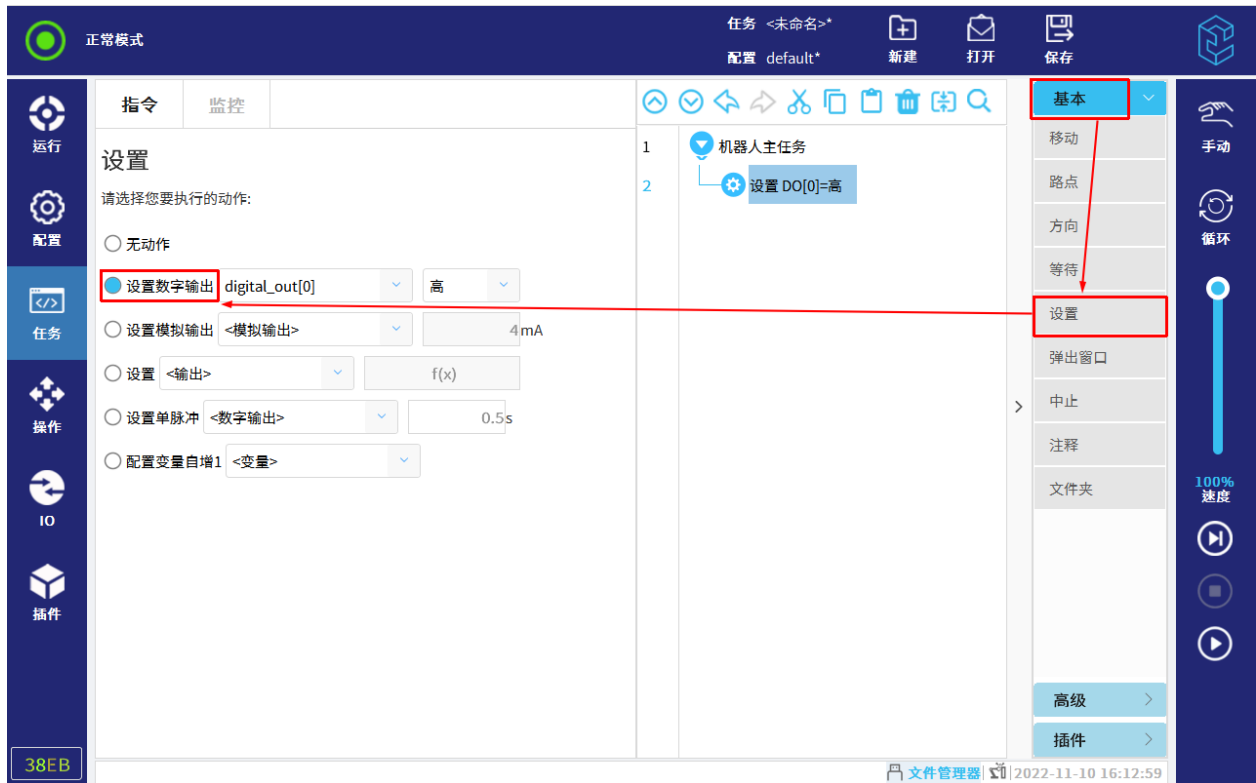 正常模式
任务 <未命名>*
配置 default*
新建
打开
保存
运行
配置
任务
操作
IO
插件
38EB
指令
监控
设置
请选择您要执行的动作:
无动作
设置数字输出 digital_out[0] 高
设置模拟输出 <模拟输出> 4mA
设置 <输出> f(x)
设置单脉冲 <数字输出> 0.5s
配置变量自增1 <变量>
1 机器人主任务
2 设置 DO[0]=高
基本
移动
路点
方向
等待
设置
弹出窗口
中止
注释
文件夹
高级
插件
手动
循环
100%
速度
文件管理器 2022-11-10 16:12:59